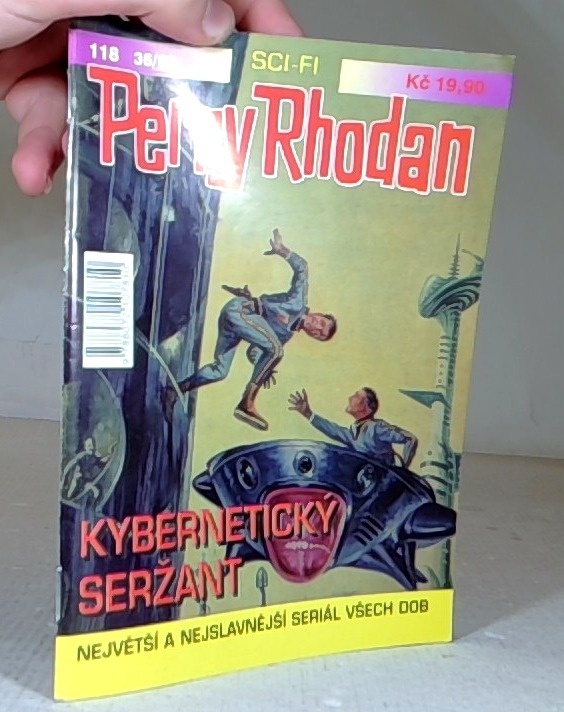 118
SCI-FI
Kč 19,90
Perry Rhodan
KYBERNETICKÝ
SERŽANT
NEJVĚTŠÍ A NEJSLAVNĚJŠÍ SERIÁL VŠECH DOB